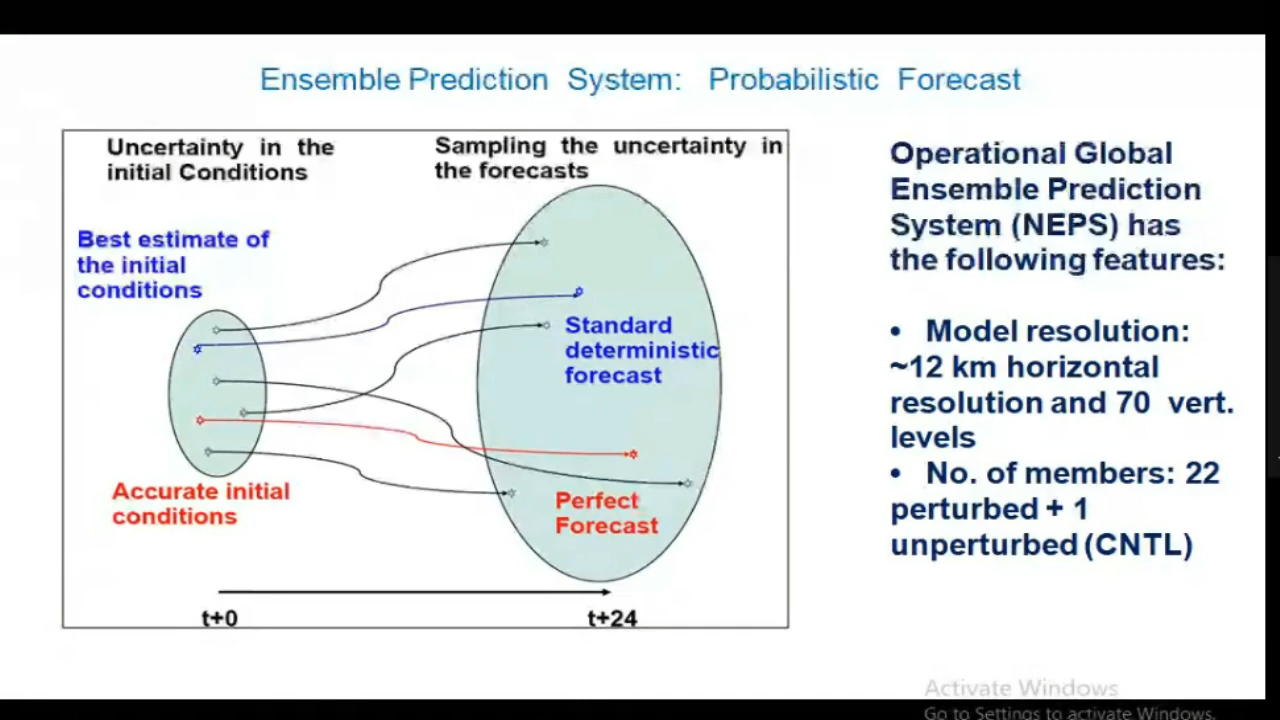 Ensemble Prediction System: Probabilistic Forecast
Uncertainty in the
initial Conditions
Sampling the uncertainty in
the forecasts
Best estimate of
the initial
conditions
Standard
deterministic
forecast
Accurate initial
conditions
Perfect
Forecast
t+0
t+24
Operational Global
Ensemble Prediction
System (NEPS) has
the following features:
• Model resolution:
~12 km horizontal
resolution and 70 vert.
levels
• No. of members: 22
perturbed + 1
unperturbed (CNTL)
Activate Windows
Go to Settings to activate Windows.